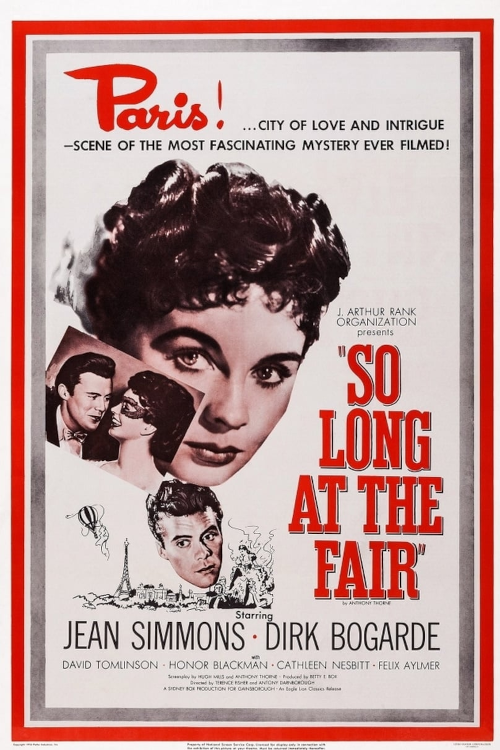 Paris!
...CITY OF LOVE AND INTRIGUE
—SCENE OF THE MOST FASCINATING MYSTERY EVER FILMED!
J. ARTHUR RANK
ORGANIZATION
presents
"SO
LONG
AT THE
FAIR"
by ANTHONY THORNE
Starring
JEAN SIMMONS · DIRK BOGARDE
with
DAVID TOMLINSON · HONOR BLACKMAN · CATHLEEN NESBITT · FELIX AYLMER
Screenplay by HUGH MILLS and ANTHONY THORNE · Produced by BETTY E. BOX
Directed by TERENCE FISHER and ANTONY DARNBOROUGH
A SYDNEY BOX PRODUCTION FOR GAINSBOROUGH · An Eagle Lion Classics Release